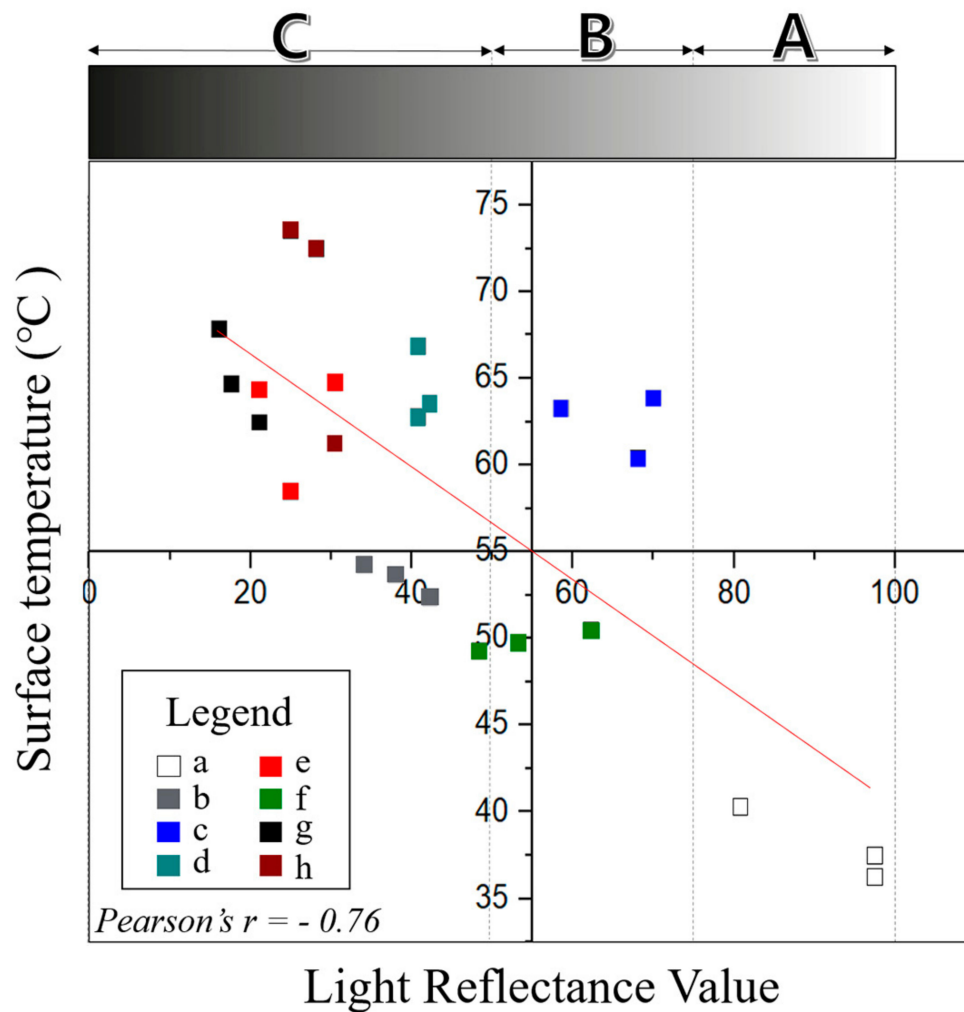 C B A
75
70
65
60
55
0 20 40 60 80 100
50
45
40
35
Surface temperature (°C )
Legend
a e
b f
c g
d h
Pearson's r = - 0.76
Light Reflectance Value